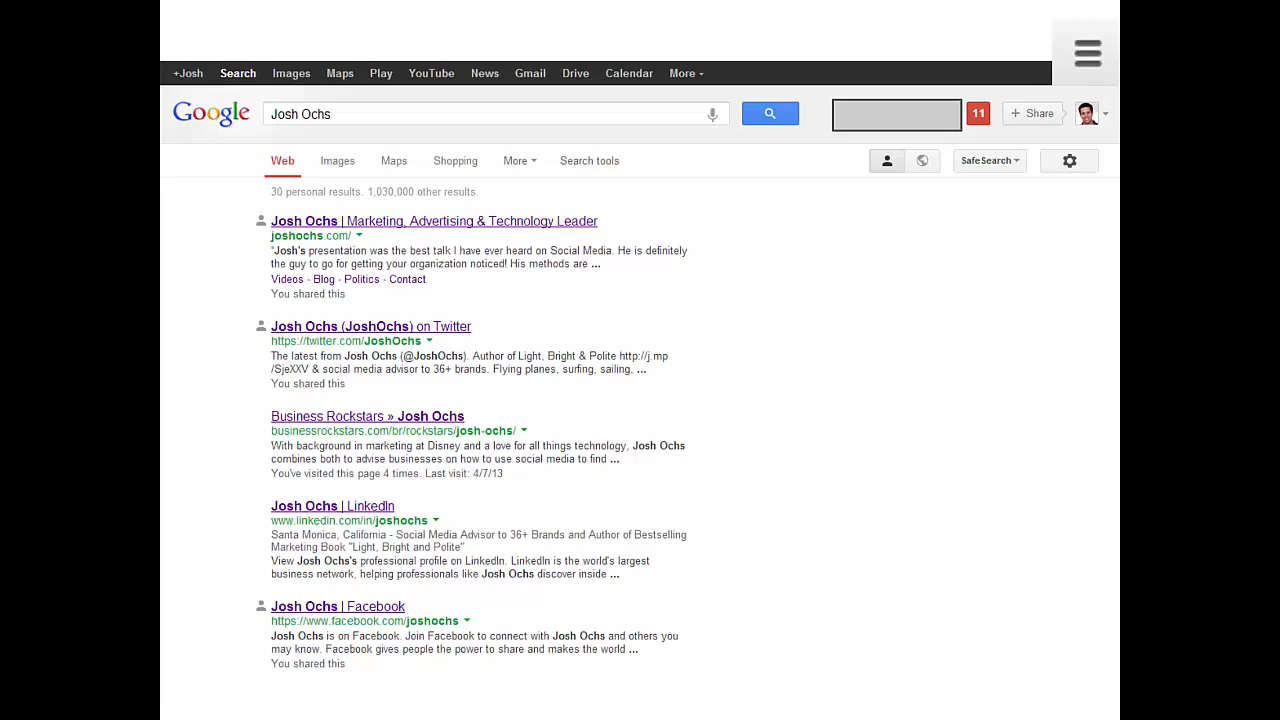 +Josh Search Images Maps Play YouTube News Gmail Drive Calendar More
Google Josh Ochs 11 + Share
Web Images Maps Shopping More Search tools SafeSearch
30 personal results. 1,030,000 other results.
Josh Ochs | Marketing, Advertising & Technology Leader
joshochs.com/
"Josh's presentation was the best talk I have ever heard on Social Media. He is definitely
the guy to go for getting your organization noticed! His methods are ...
Videos - Blog - Politics - Contact
You shared this
Josh Ochs (JoshOchs) on Twitter
https://twitter.com/JoshOchs
The latest from Josh Ochs (@JoshOchs). Author of Light, Bright & Polite http://j.mp
/SjeXXV & social media advisor to 36+ brands. Flying planes, surfing, sailing, ...
You shared this
Business Rockstars » Josh Ochs
businessrockstars.com/br/rockstars/josh-ochs/
With background in marketing at Disney and a love for all things technology, Josh Ochs
combines both to advise businesses on how to use social media to find ...
You've visited this page 4 times. Last visit: 4/7/13
Josh Ochs | LinkedIn
www.linkedin.com/in/joshochs
Santa Monica, California - Social Media Advisor to 36+ Brands and Author of Bestselling
Marketing Book "Light, Bright and Polite"
View Josh Ochs's professional profile on LinkedIn. LinkedIn is the world's largest
business network, helping professionals like Josh Ochs discover inside ...
Josh Ochs | Facebook
https://www.facebook.com/joshochs
Josh Ochs is on Facebook. Join Facebook to connect with Josh Ochs and others you
may know. Facebook gives people the power to share and makes the world ...
You shared this